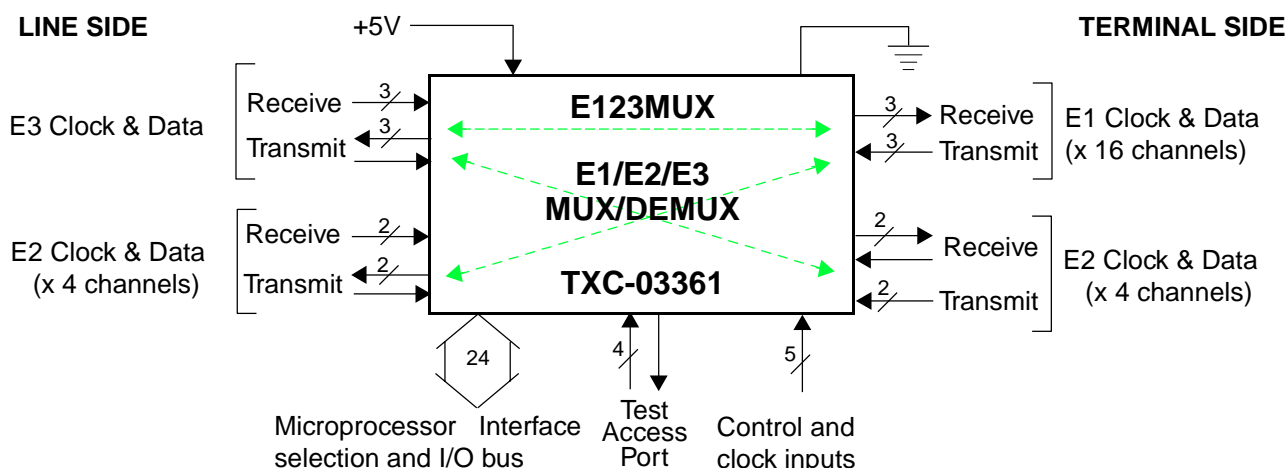 LINE SIDE
+5V
TERMINAL SIDE
E3 Clock & Data
Receive
3
Transmit
3
E2 Clock & Data
(x 4 channels)
Receive
2
Transmit
2
E123MUX
E1/E2/E3
MUX/DEMUX
TXC-03361
3
Receive
3
Transmit
E1 Clock & Data
(x 16 channels)
2
Receive
2
Transmit
E2 Clock & Data
(x 4 channels)
24
Microprocessor Interface
selection and I/O bus
4
Test
Access
Port
5
Control and
clock inputs